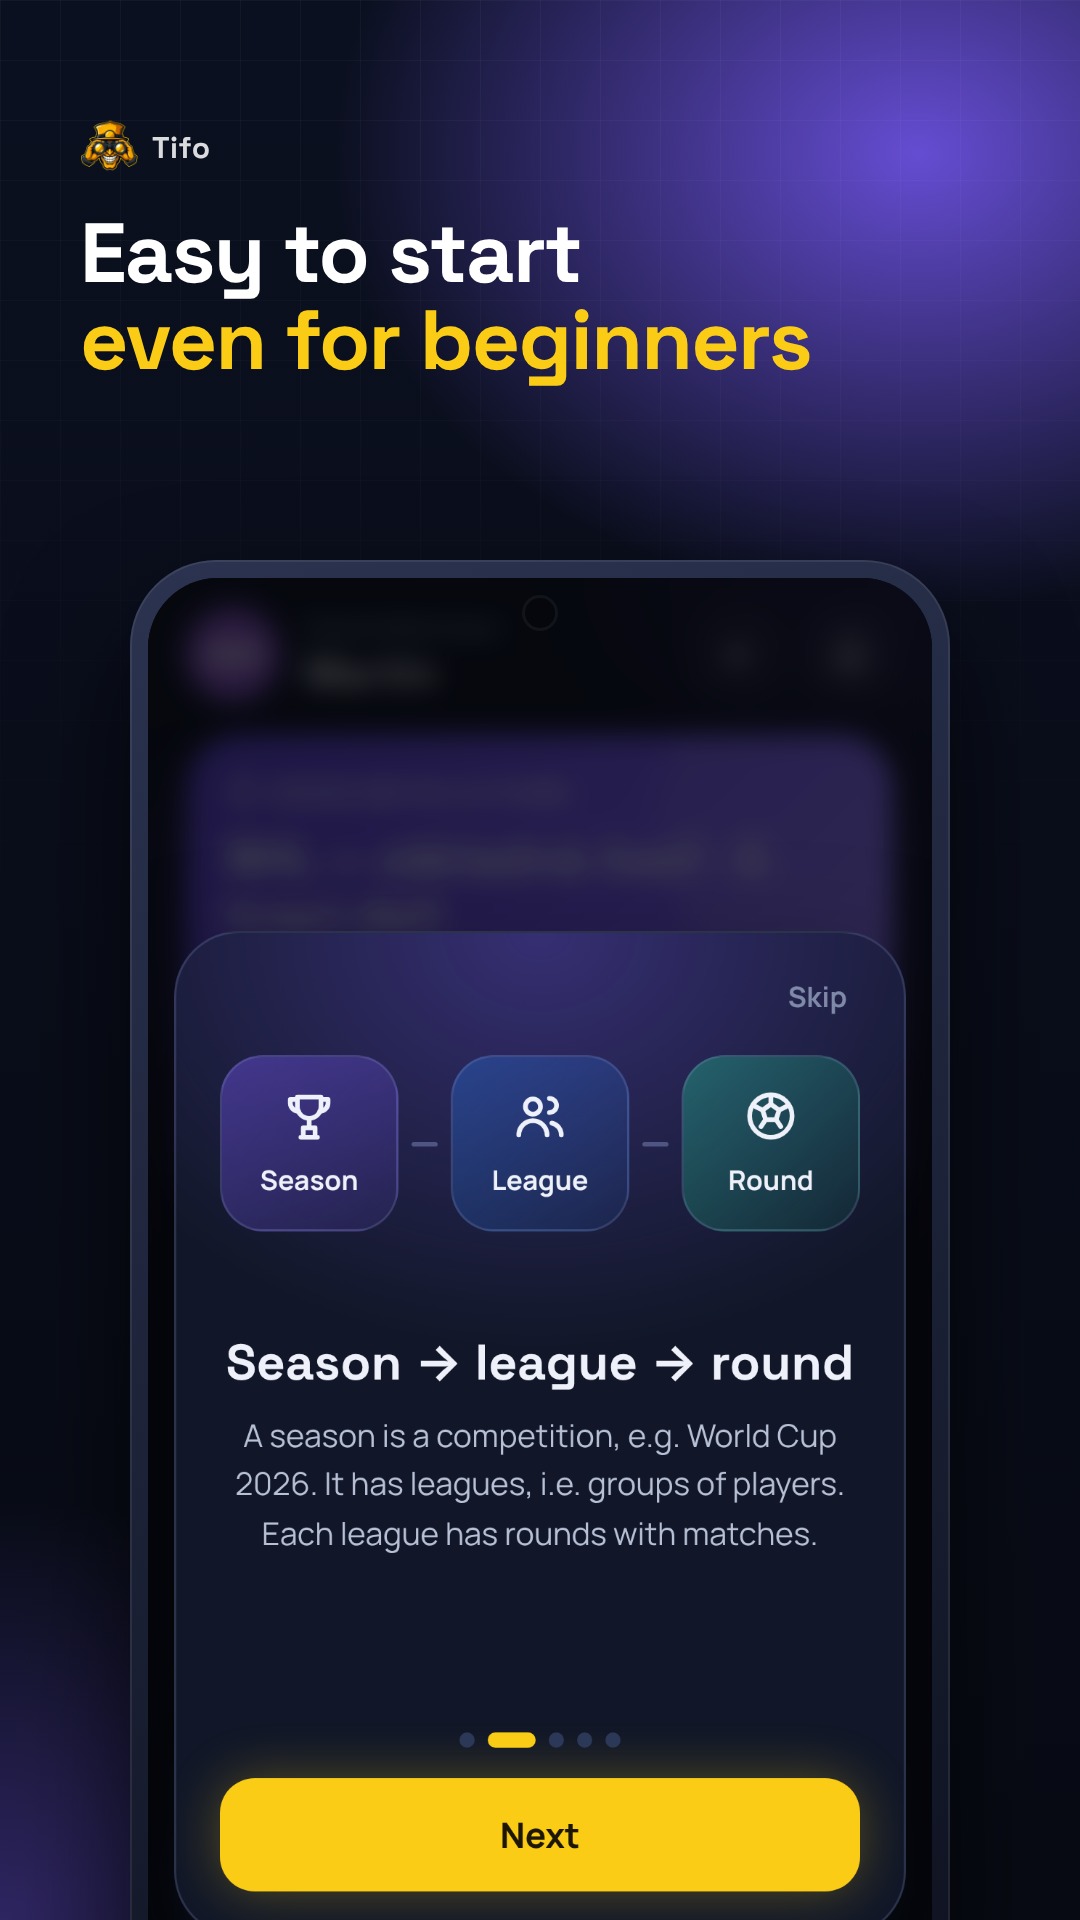 Tifo
Easy to start
even for beginners
Skip
Season
League
Round
Season → league → round
A season is a competition, e.g. World Cup
2026. It has leagues, i.e. groups of players.
Each league has rounds with matches.
Next